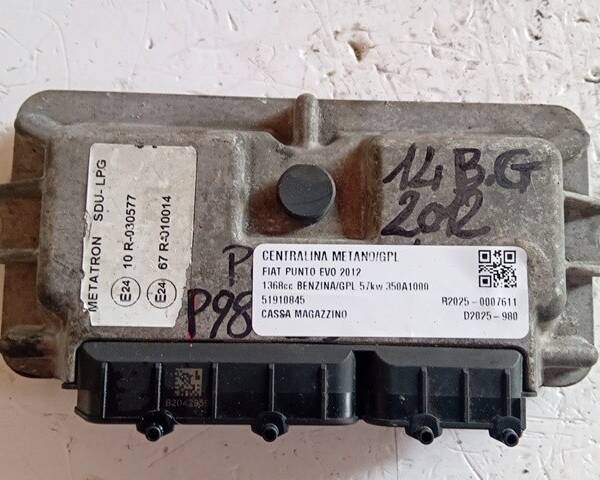 METATRON SDU-LPG
E24 10 R-030577
E24 67 R-010014
14 B.G
2012
P98
CENTRALINA METANO/GPL
FIAT PUNTO EVO 2012
1368cc BENZINA/GPL 57kw 350A1000
51910845 R2025-0007611
CASSA MAGAZZINO D2025-980